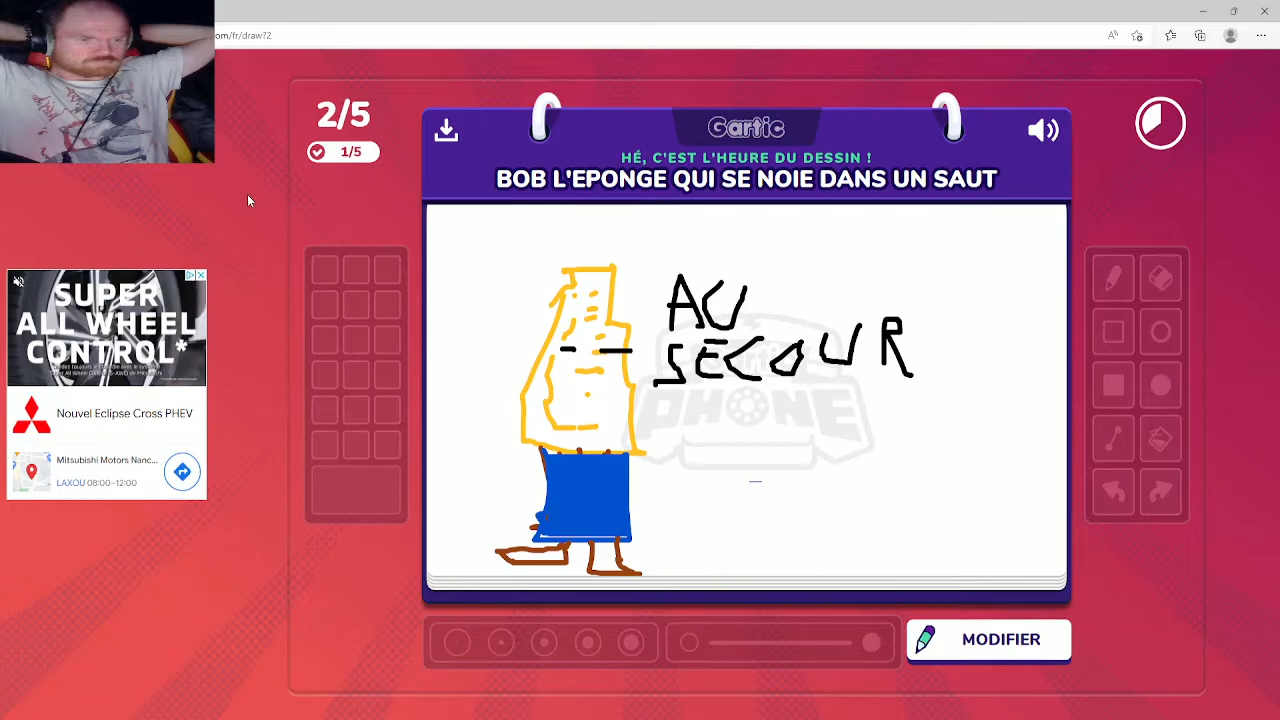 om/fr/draw?2
2/5
1/5
Gartic
HÉ, C'EST L'HEURE DU DESSIN !
BOB L'EPONGE QUI SE NOIE DANS UN SAUT
AU
SECOUR
PHONE
SUPER
ALL WHEEL
CONTROL*
Nouvel Eclipse Cross PHEV
Mitsubishi Motors Nanc...
LAXOU 08:00–12:00
MODIFIER